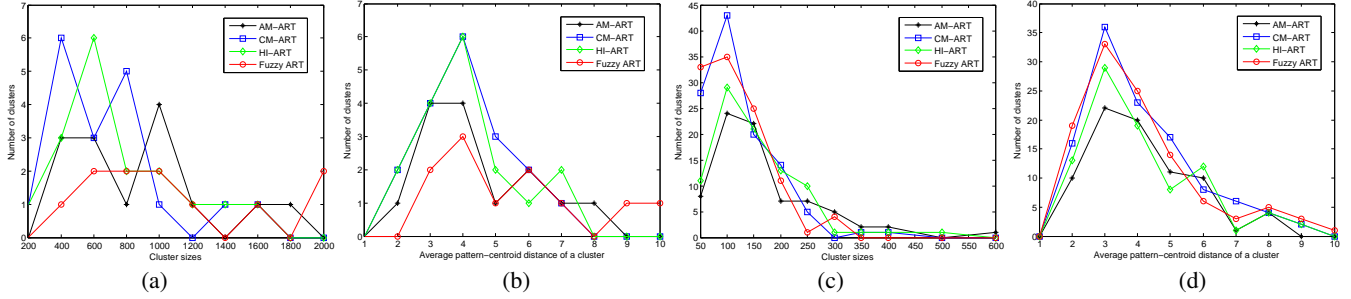 7
6
5
4
3
2
1
0
Number of clusters
AM−ART
CM−ART
HI−ART
Fuzzy ART
200 400 600 800 1000 1200 1400 1600 1800 2000
Cluster sizes
(a)
7
6
5
4
3
2
1
0
Number of clusters
AM−ART
CM−ART
HI−ART
Fuzzy ART
1 2 3 4 5 6 7 8 9 10
Average pattern−centroid distance of a cluster
(b)
45
40
35
30
25
20
15
10
5
Number of clusters
AM−ART
CM−ART
HI−ART
Fuzzy ART
50 100 150 200 250 300 350 400 500 600
Cluster sizes
(c)
40
35
30
25
20
15
10
5
0
Number of clusters
AM−ART
CM−ART
HI−ART
Fuzzy ART
1 2 3 4 5 6 7 8 9 10
Average pattern−centroid distance of a cluster
(d)